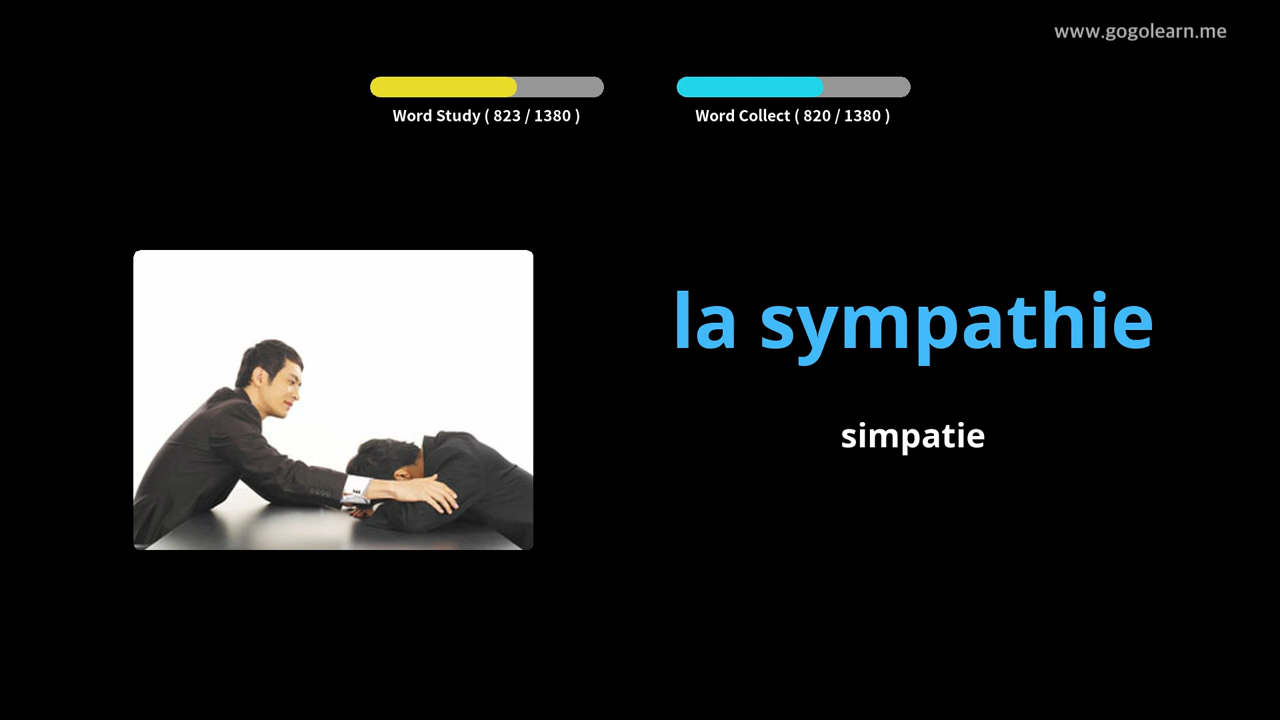 www.gogolearn.me
Word Study ( 823 / 1380 )
Word Collect ( 820 / 1380 )
la sympathie
simpatie